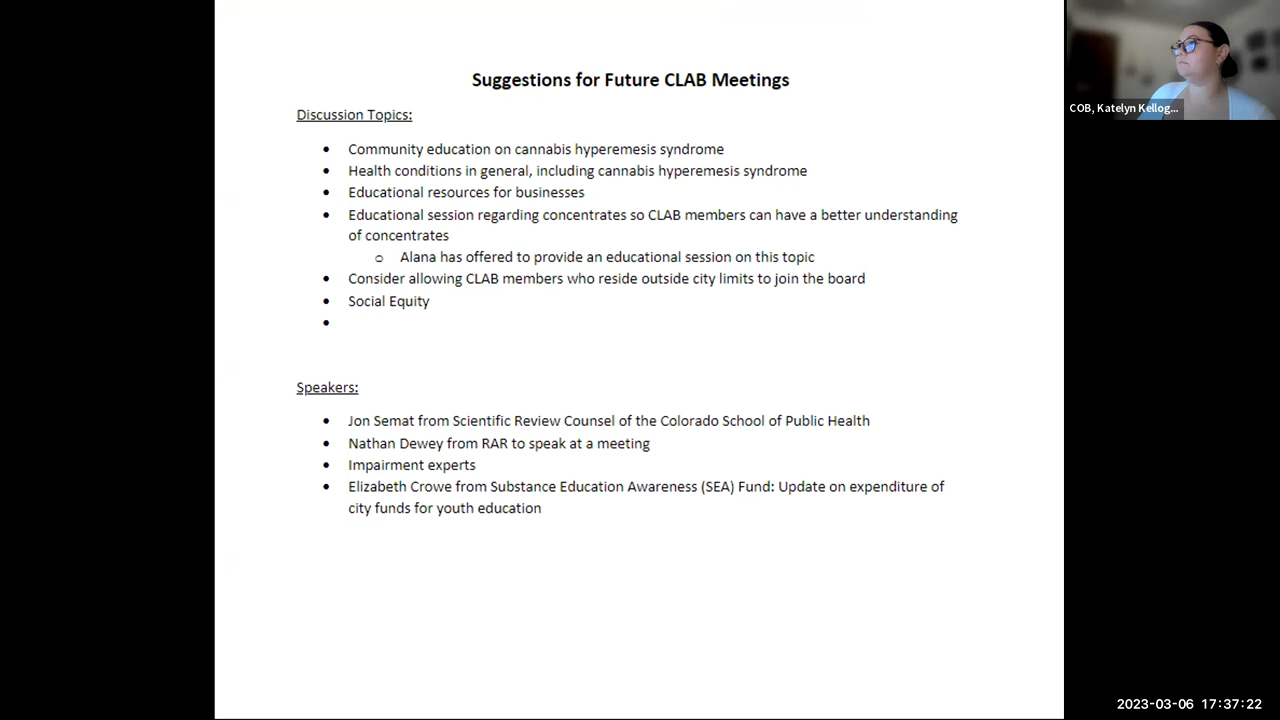 Suggestions for Future CLAB Meetings
Discussion Topics:
• Community education on cannabis hyperemesis syndrome
• Health conditions in general, including cannabis hyperemesis syndrome
• Educational resources for businesses
• Educational session regarding concentrates so CLAB members can have a better understanding
of concentrates
o Alana has offered to provide an educational session on this topic
• Consider allowing CLAB members who reside outside city limits to join the board
• Social Equity
•
Speakers:
• Jon Semat from Scientific Review Counsel of the Colorado School of Public Health
• Nathan Dewey from RAR to speak at a meeting
• Impairment experts
• Elizabeth Crowe from Substance Education Awareness (SEA) Fund: Update on expenditure of
city funds for youth education
COB, Katelyn Kellog...
2023-03-06 17:37:22